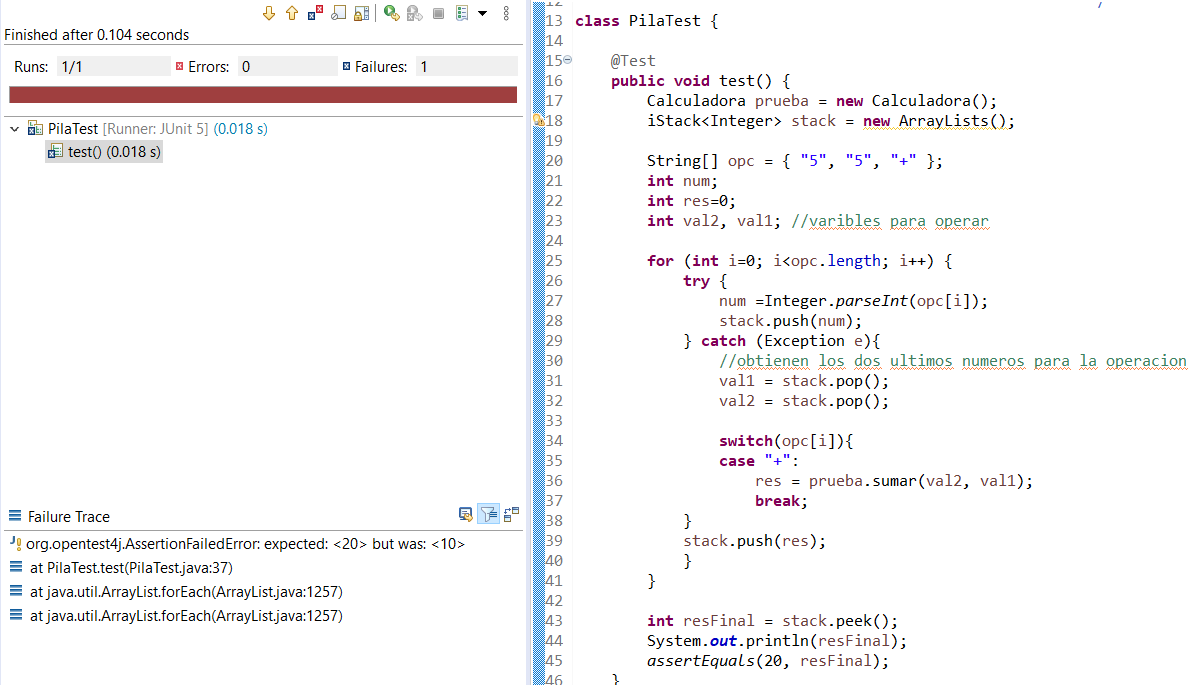 Finished after 0.104 seconds
Runs: 1/1 Errors: 0 Failures: 1
PilaTest [Runner: JUnit 5] (0.018 s)
test() (0.018 s)
Failure Trace
org.opentest4j.AssertionFailedError: expected: <20> but was: <10>
at PilaTest.test(PilaTest.java:37)
at java.util.ArrayList.forEach(ArrayList.java:1257)
at java.util.ArrayList.forEach(ArrayList.java:1257)
12
13 class PilaTest {
14
15 @Test
16 public void test() {
17 Calculadora prueba = new Calculadora();
18 iStack<Integer> stack = new ArrayLists();
19
20 String[] opc = { "5", "5", "+" };
21 int num;
22 int res=0;
23 int val2, val1; //varibles para operar
24
25 for (int i=0; i<opc.length; i++) {
26 try {
27 num =Integer.parseInt(opc[i]);
28 stack.push(num);
29 } catch (Exception e){
30 //obtienen los dos ultimos numeros para la operacion
31 val1 = stack.pop();
32 val2 = stack.pop();
33
34 switch(opc[i]){
35 case "+":
36 res = prueba.sumar(val2, val1);
37 break;
38 }
39 stack.push(res);
40 }
41 }
42
43 int resFinal = stack.peek();
44 System.out.println(resFinal);
45 assertEquals(20, resFinal);
46 }